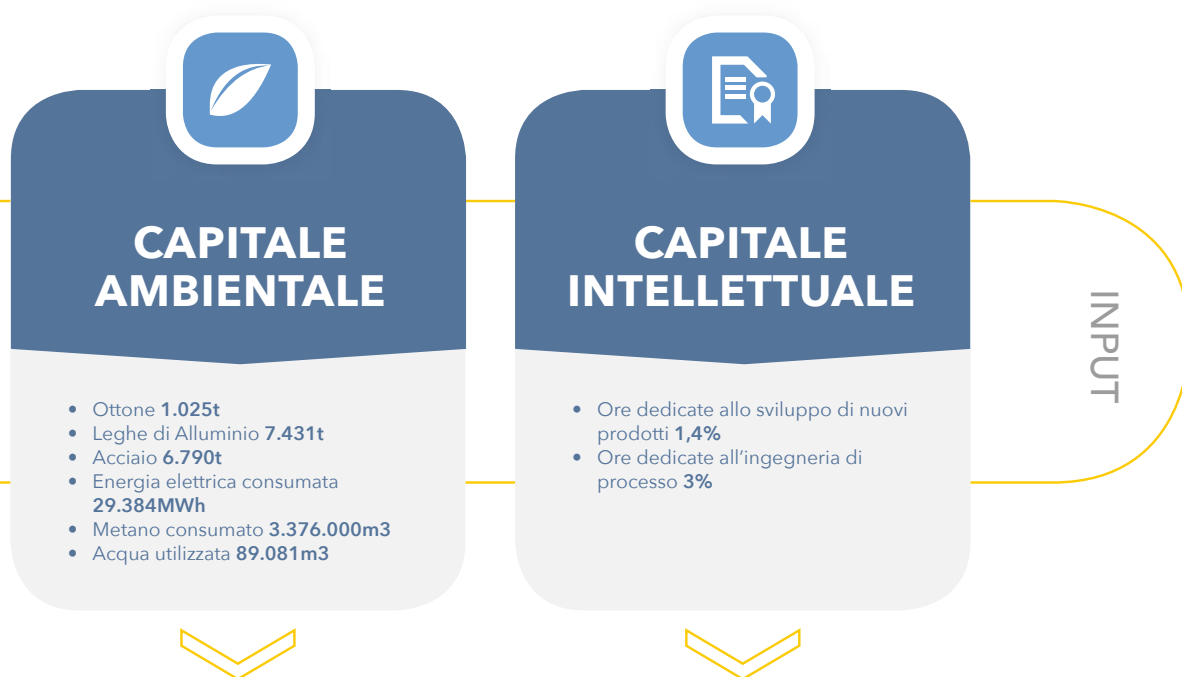 CAPITALE
AMBIENTALE
• Ottone 1.025t
• Leghe di Alluminio 7.431t
• Acciaio 6.790t
• Energia elettrica consumata
29.384MWh
• Metano consumato 3.376.000m3
• Acqua utilizzata 89.081m3
CAPITALE
INTELLETTUALE
• Ore dedicate allo sviluppo di nuovi
prodotti 1,4%
• Ore dedicate all’ingegneria di
processo 3%
INPUT